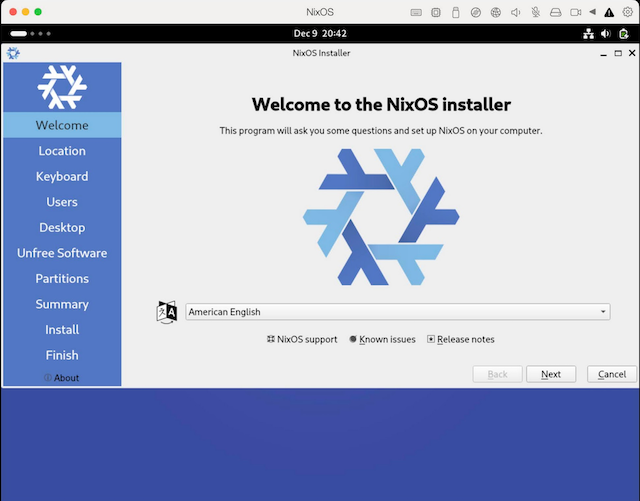 NixOS
Dec 9 20:42
NixOS Installer
Welcome
Location
Keyboard
Users
Desktop
Unfree Software
Partitions
Summary
Install
Finish
About
Welcome to the NixOS installer
This program will ask you some questions and set up NixOS on your computer.
文 A
American English
NixOS support Known issues Release notes
Back Next Cancel